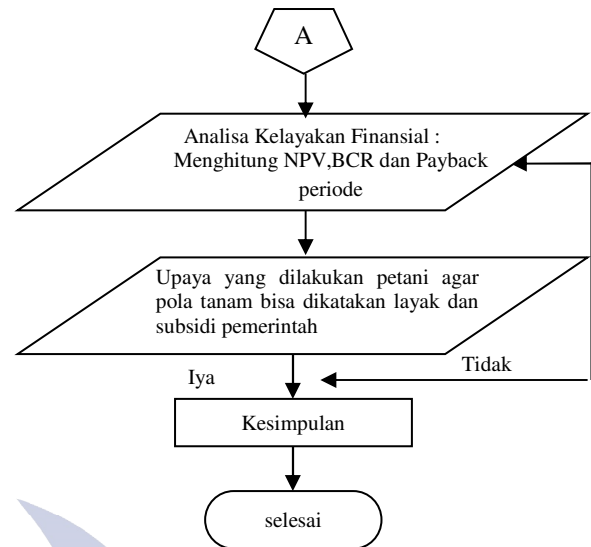 A
Analisa Kelayakan Finansial :
Menghitung NPV,BCR dan Payback
periode
Upaya yang dilakukan petani agar
pola tanam bisa dikatakan layak dan
subsidi pemerintah
Tidak
Iya
Kesimpulan
selesai